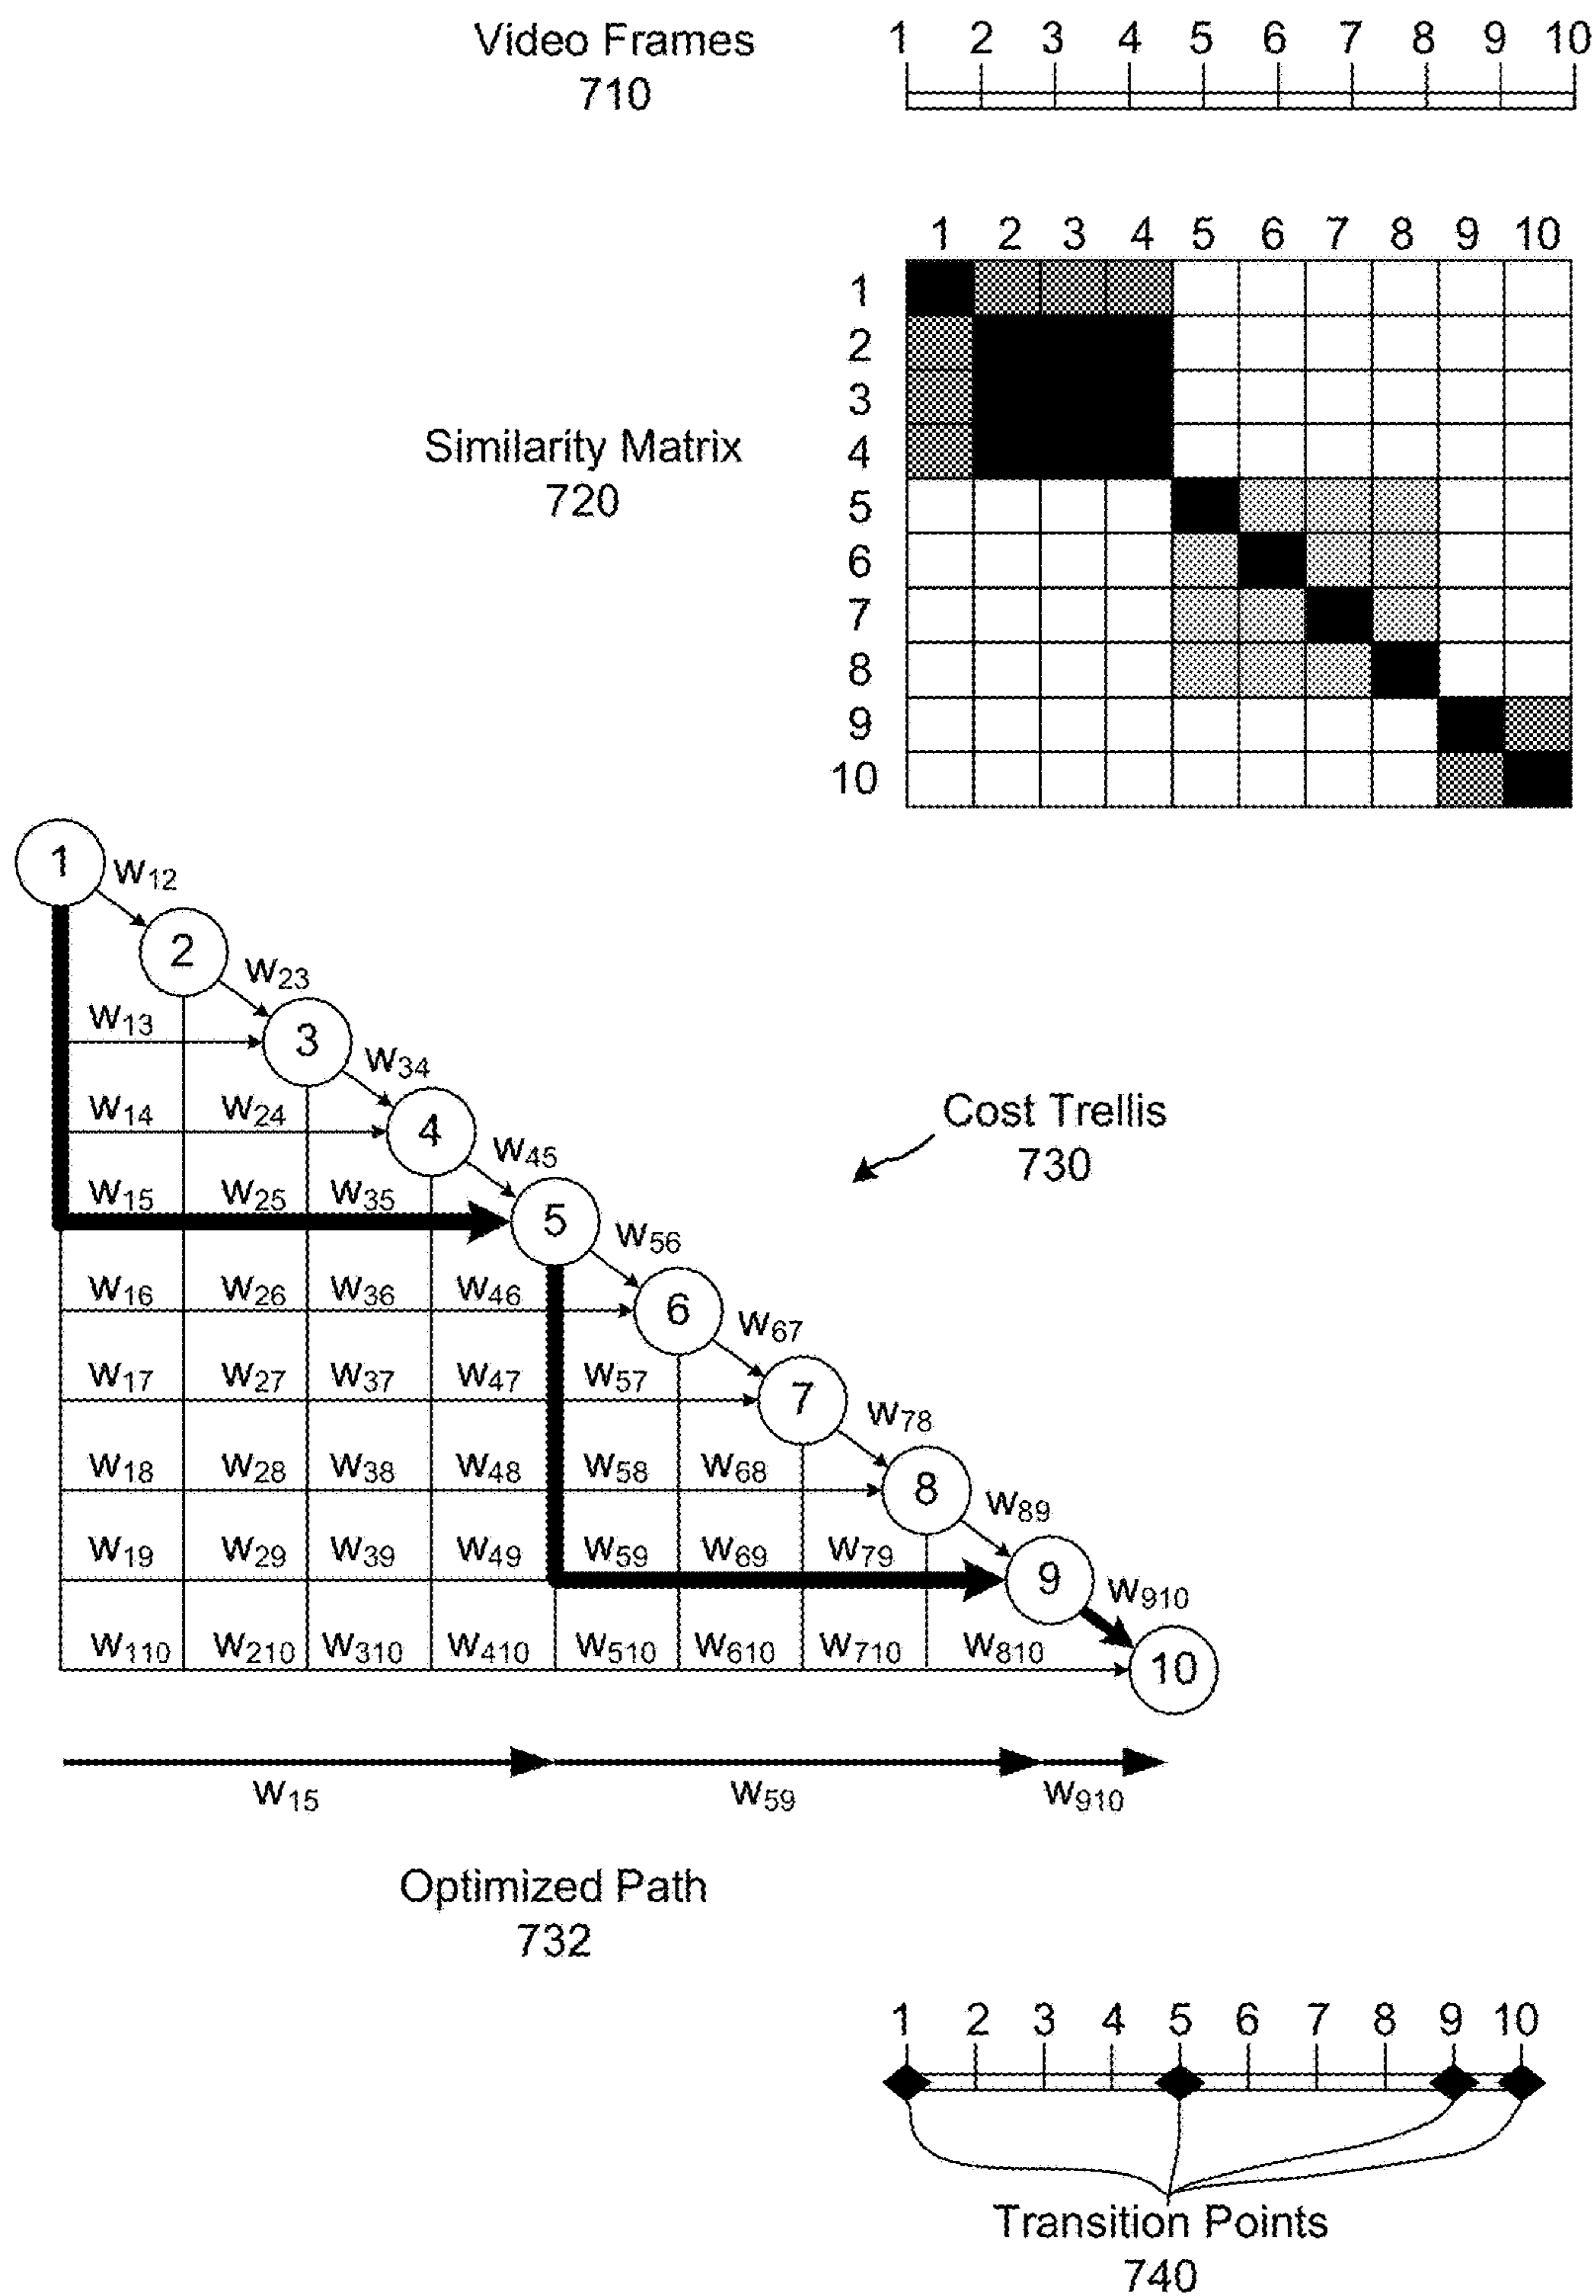 Video Frames
710
1 2 3 4 5 6 7 8 9 10
1 2 3 4 5 6 7 8 9 10
1
2
3
4
5
6
7
8
9
10
Similarity Matrix
720
1 w12
2 w23
w13 3 w34
w14 w24 4 w45
w15 w25 w35 5 w56
w16 w26 w36 w46 6 w67
w17 w27 w37 w47 w57 7 w78
w18 w28 w38 w48 w58 w68 8 w89
w19 w29 w39 w49 w59 w69 w79 9 w910
w110 w210 w310 w410 w510 w610 w710 w810 10
Cost Trellis
730
w15 w59 w910
Optimized Path
732
1 2 3 4 5 6 7 8 9 10
Transition Points
740